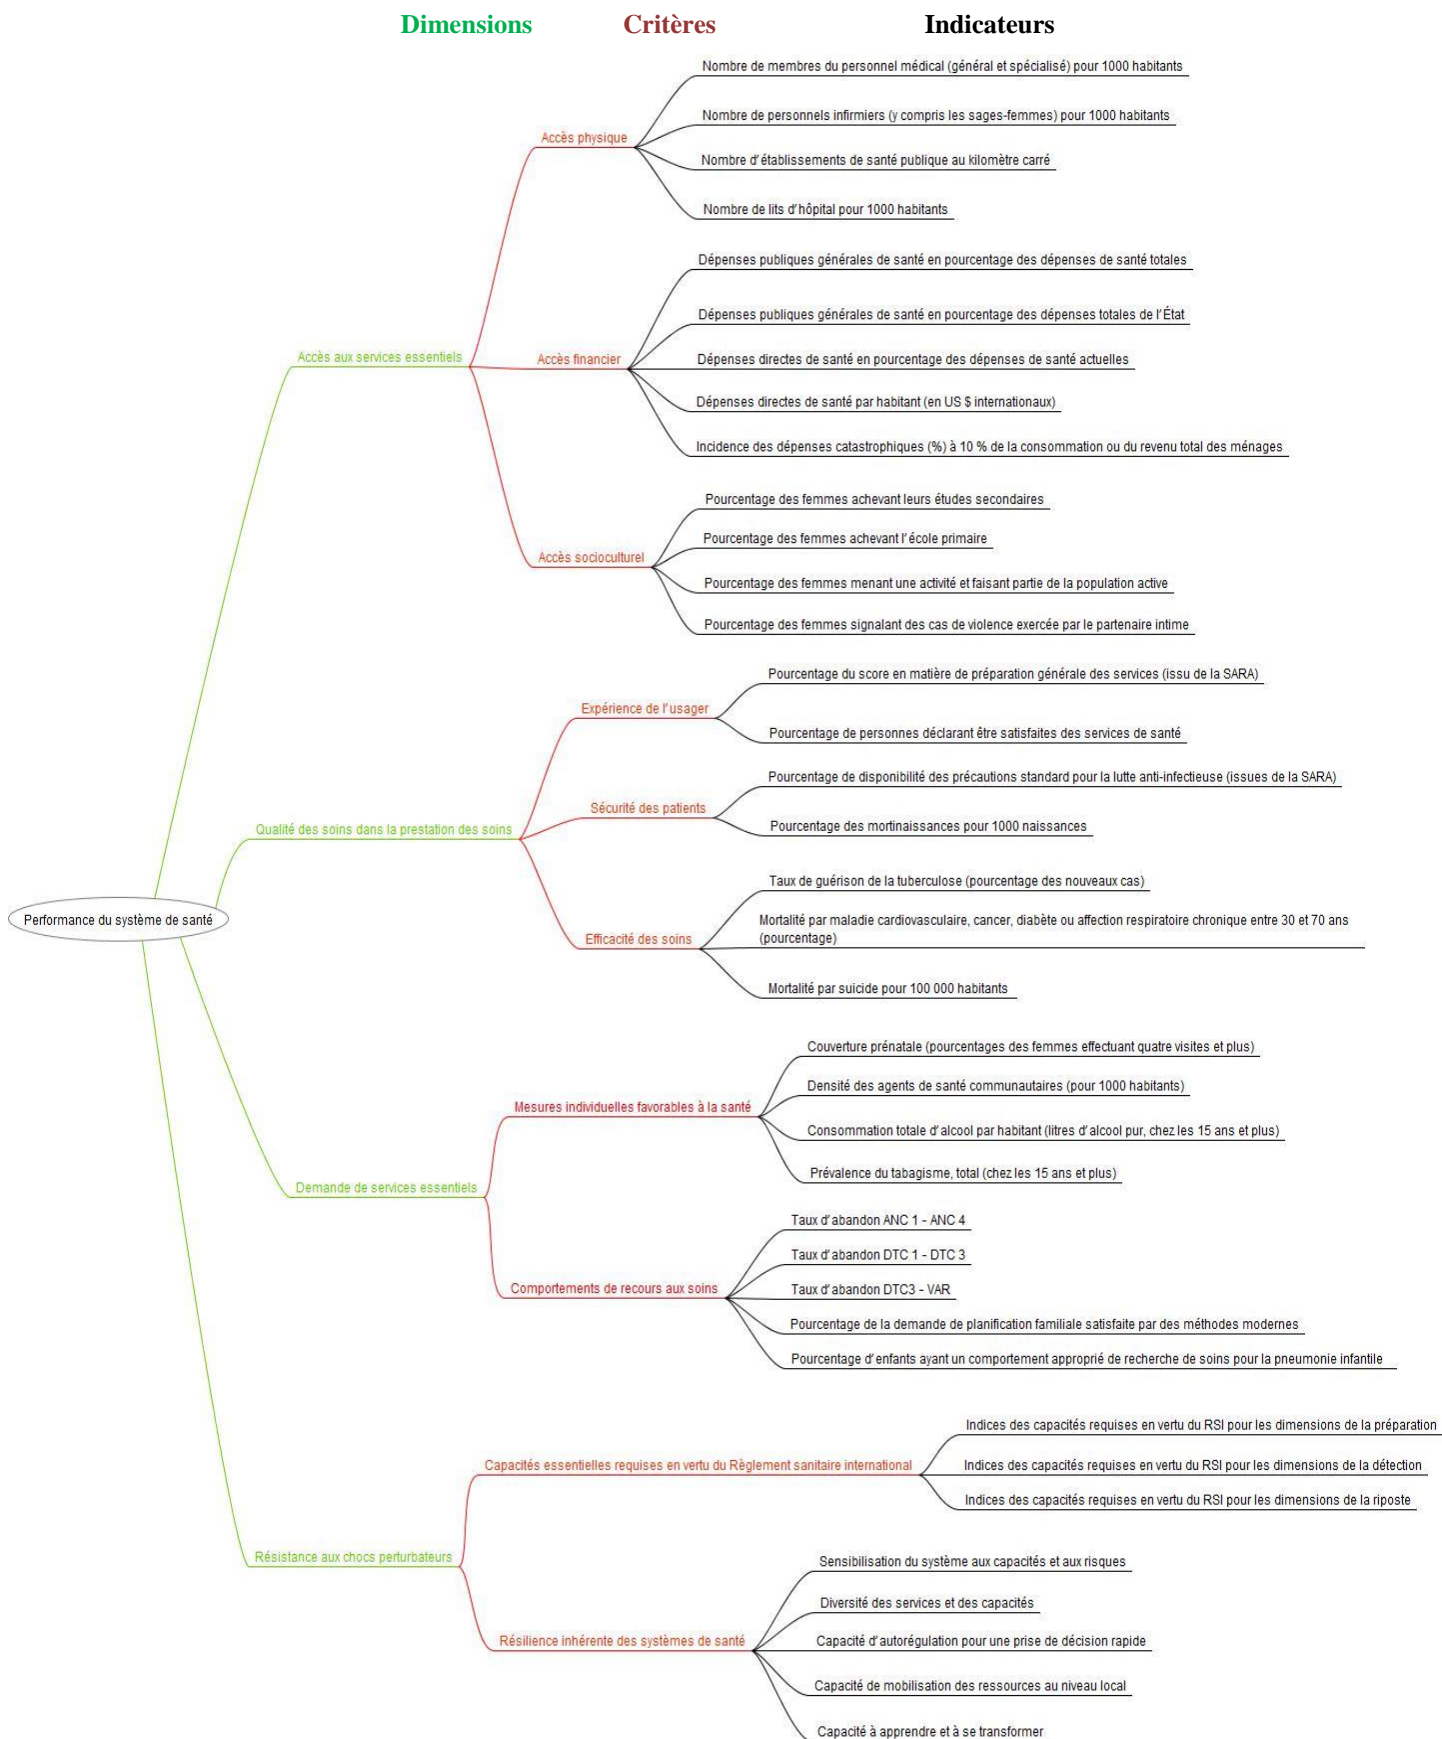 Dimensions Critères Indicateurs
Nombre de membres du personnel médical (général et spécialisé) pour 1000 habitants
Nombre de personnels infirmiers (y compris les sages-femmes) pour 1000 habitants
Accès physique
Nombre d'établissements de santé publique au kilomètre carré
Nombre de lits d'hôpital pour 1000 habitants
Dépenses publiques générales de santé en pourcentage des dépenses de santé totales
Dépenses publiques générales de santé en pourcentage des dépenses totales de l'État
Accès aux services essentiels
Accès financier
Dépenses directes de santé en pourcentage des dépenses de santé actuelles
Dépenses directes de santé par habitant (en US $ internationaux)
Incidence des dépenses catastrophiques (%) à 10 % de la consommation ou du revenu total des ménages
Pourcentage des femmes achevant leurs études secondaires
Pourcentage des femmes achevant l'école primaire
Accès socioculturel
Pourcentage des femmes menant une activité et faisant partie de la population active
Pourcentage des femmes signalant des cas de violence exercée par le partenaire intime
Pourcentage du score en matière de préparation générale des services (issu de la SARA)
Expérience de l'usager
Pourcentage de personnes déclarant être satisfaites des services de santé
Pourcentage de disponibilité des précautions standard pour la lutte anti-infectieuse (issues de la SARA)
Sécurité des patients
Qualité des soins dans la prestation des soins
Pourcentage des mortinaissances pour 1000 naissances
Taux de guérison de la tuberculose (pourcentage des nouveaux cas)
Performance du système de santé
Mortalité par maladie cardiovasculaire, cancer, diabète ou affection respiratoire chronique entre 30 et 70 ans
(pourcentage)
Efficacité des soins
Mortalité par suicide pour 100 000 habitants
Couverture prénatale (pourcentages des femmes effectuant quatre visites et plus)
Densité des agents de santé communautaires (pour 1000 habitants)
Mesures individuelles favorables à la santé
Consommation totale d'alcool par habitant (litres d'alcool pur, chez les 15 ans et plus)
Prévalence du tabagisme, total (chez les 15 ans et plus)
Demande de services essentiels
Taux d'abandon ANC 1 - ANC 4
Taux d'abandon DTC 1 - DTC 3
Comportements de recours aux soins
Taux d'abandon DTC3 - VAR
Pourcentage de la demande de planification familiale satisfaite par des méthodes modernes
Pourcentage d'enfants ayant un comportement approprié de recherche de soins pour la pneumonie infantile
Indices des capacités requises en vertu du RSI pour les dimensions de la préparation
Capacités essentielles requises en vertu du Règlement sanitaire international
Indices des capacités requises en vertu du RSI pour les dimensions de la détection
Indices des capacités requises en vertu du RSI pour les dimensions de la riposte
Résistance aux chocs perturbateurs
Sensibilisation du système aux capacités et aux risques
Diversité des services et des capacités
Résilience inhérente des systèmes de santé
Capacité d'autorégulation pour une prise de décision rapide
Capacité de mobilisation des ressources au niveau local
Capacité à apprendre et à se transformer